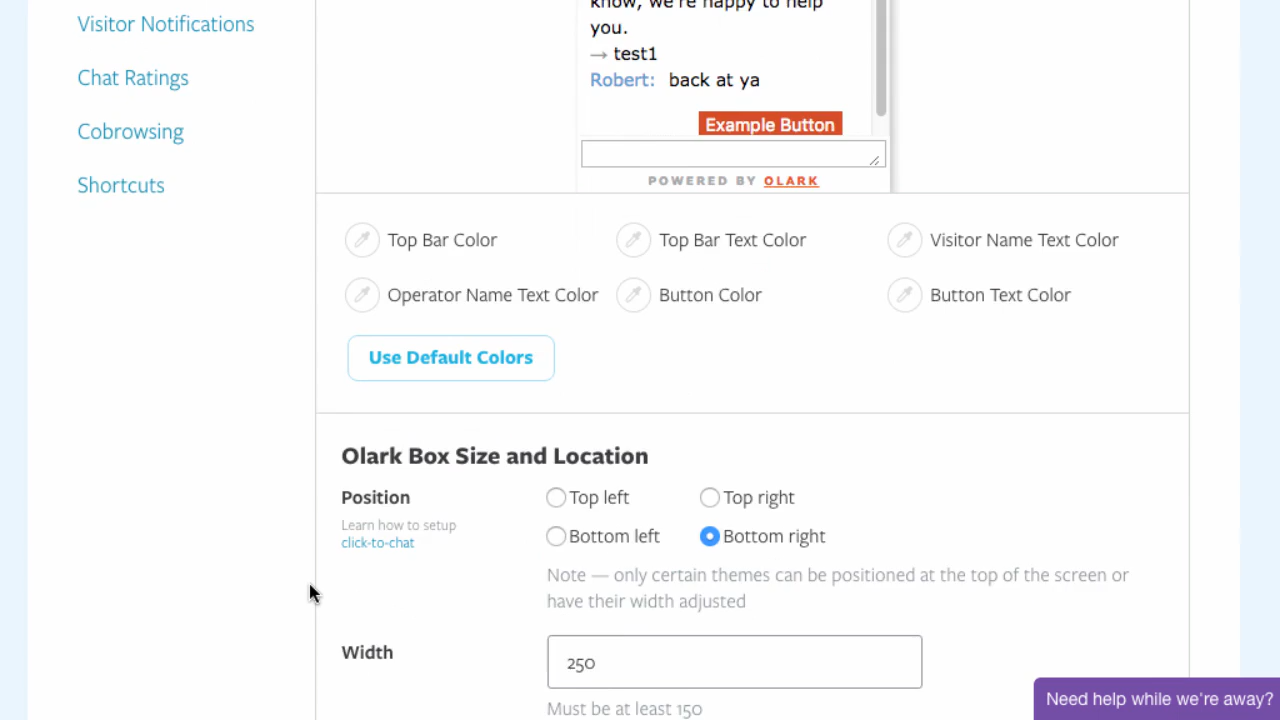 Visitor Notifications
Chat Ratings
Cobrowsing
Shortcuts
know, we're happy to help
you.
→ test1
Robert: back at ya
Example Button
POWERED BY OLARK
Top Bar Color
Top Bar Text Color
Visitor Name Text Color
Operator Name Text Color
Button Color
Button Text Color
Use Default Colors
Olark Box Size and Location
Position
Learn how to setup
click-to-chat
Top left
Top right
Bottom left
Bottom right
Note — only certain themes can be positioned at the top of the screen or
have their width adjusted
Width
250
Must be at least 150
Need help while we're away?